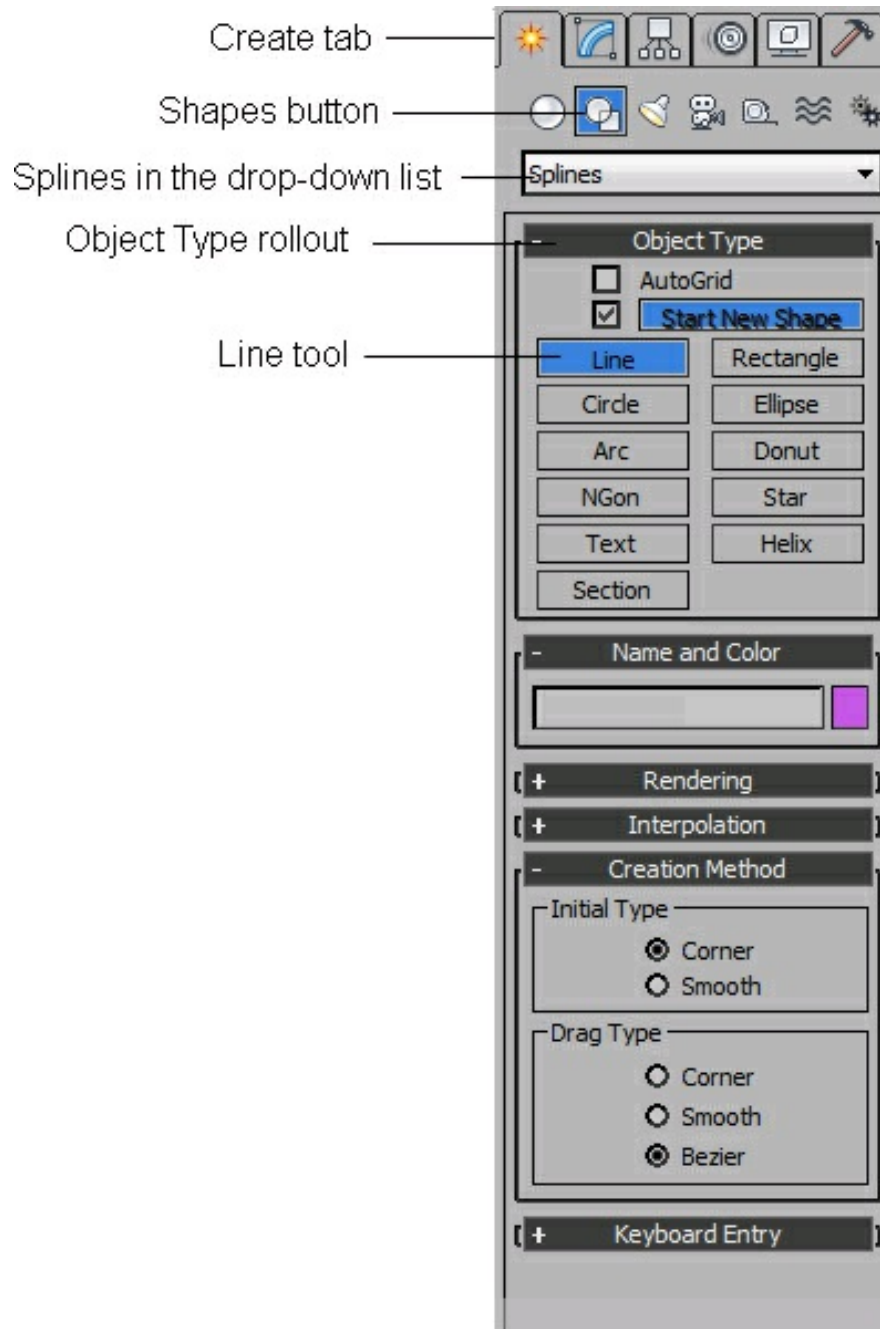 Create tab
Shapes button
Splines in the drop-down list
Splines
Object Type rollout
- Object Type
AutoGrid
Start New Shape
Line tool
Line Rectangle
Circle Ellipse
Arc Donut
NGon Star
Text Helix
Section
- Name and Color
+ Rendering
+ Interpolation
- Creation Method
Initial Type
Corner
Smooth
Drag Type
Corner
Smooth
Bezier
+ Keyboard Entry